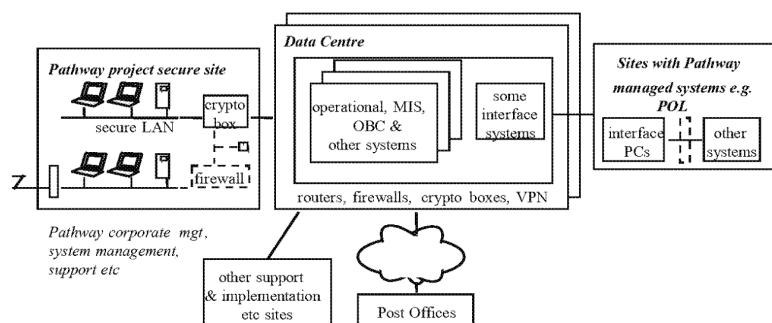 Pathway project secure site
crypto
box
secure LAN
firewall
Pathway corporate mgt,
system management,
support etc
Data Centre
operational, MIS,
OBC &
other systems
some
interface
systems
routers, firewalls, crypto boxes, VPN
other support
& implementation
etc sites
Post Offices
Sites with Pathway
managed systems e.g.
POL
interface
PCs
other
systems